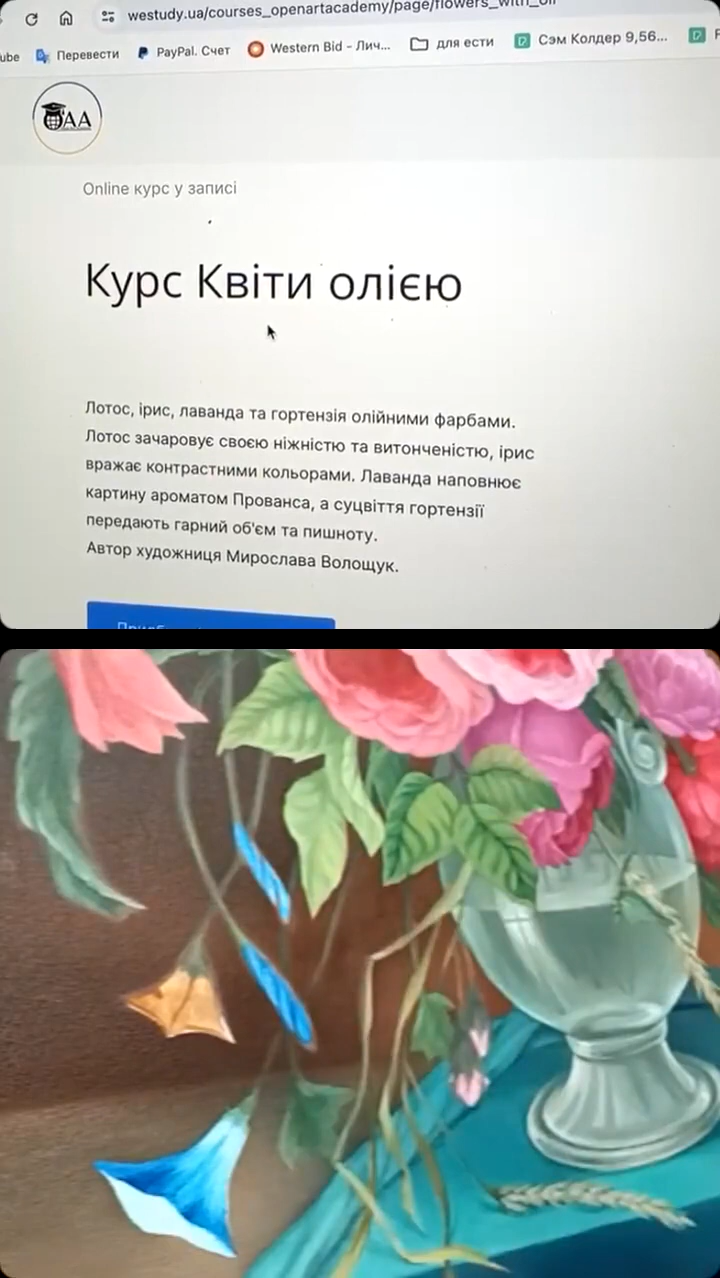 westudy.ua/courses_openartacademy/page/flowers_with_oil
ube Перевести PayPal. Счет Western Bid – Лич... для ести Сэм Колдер 9,56...
OAA
Online курс у записі
Курс Квіти олією
Лотос, ірис, лаванда та гортензія олійними фарбами.
Лотос зачаровує своєю ніжністю та витонченістю, ірис
вражає контрастними кольорами. Лаванда наповнює
картину ароматом Прованса, а суцвіття гортензії
передають гарний об'єм та пишноту.
Автор художниця Мирослава Волощук.